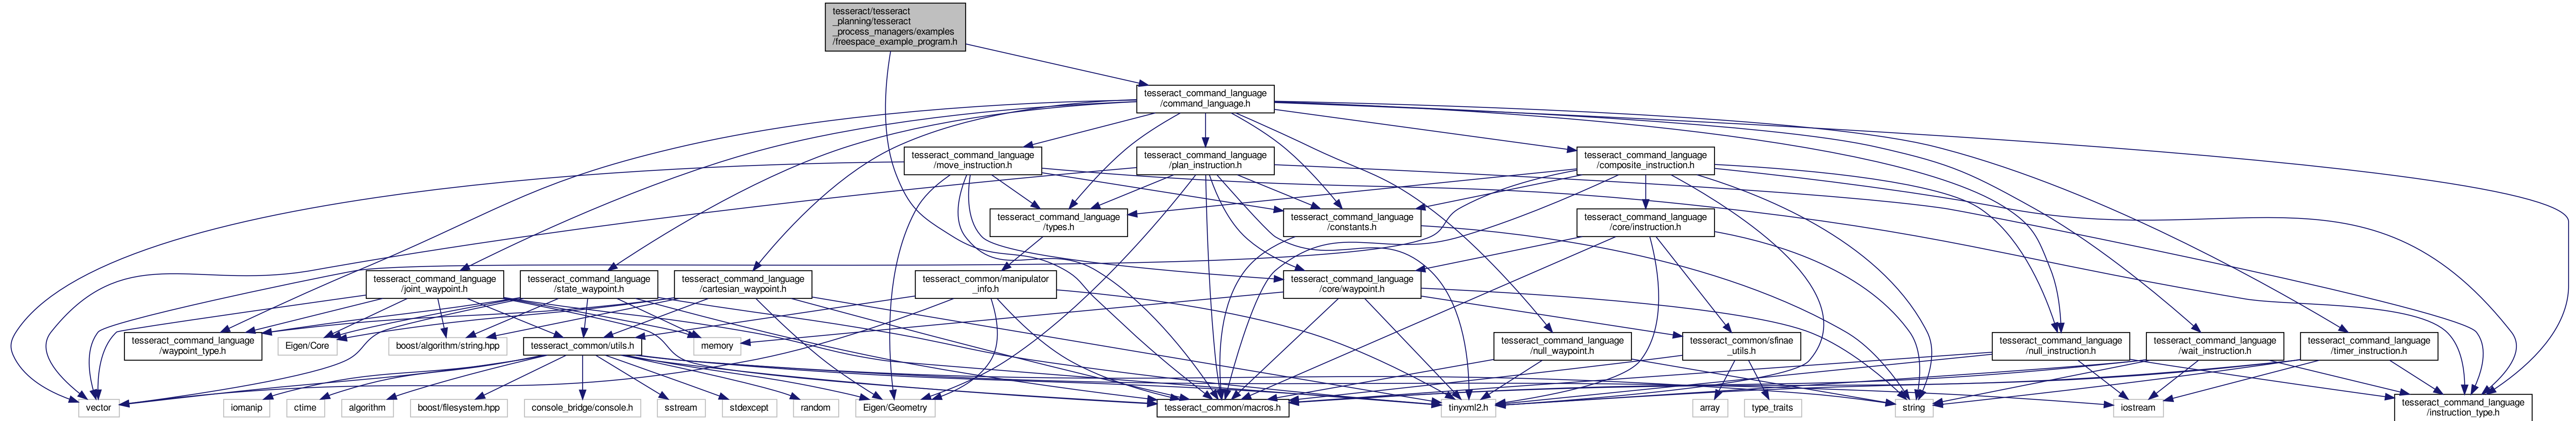 tesseract/tesseract
_planning/tesseract
_process_managers/examples
/freespace_example_program.h
tesseract_command_language
/command_language.h
tesseract_command_language
/move_instruction.h
tesseract_command_language
/plan_instruction.h
tesseract_command_language
/composite_instruction.h
tesseract_command_language
/types.h
tesseract_command_language
/constants.h
tesseract_command_language
/core/instruction.h
tesseract_command_language
/joint_waypoint.h
tesseract_command_language
/state_waypoint.h
tesseract_command_language
/cartesian_waypoint.h
tesseract_common/manipulator
_info.h
tesseract_command_language
/core/waypoint.h
tesseract_command_language
/waypoint_type.h
Eigen/Core
boost/algorithm/string.hpp
tesseract_common/utils.h
memory
tesseract_command_language
/null_waypoint.h
tesseract_common/sfinae
_utils.h
tesseract_command_language
/null_instruction.h
tesseract_command_language
/wait_instruction.h
tesseract_command_language
/timer_instruction.h
vector
iomanip
ctime
algorithm
boost/filesystem.hpp
console_bridge/console.h
sstream
stdexcept
random
Eigen/Geometry
tesseract_common/macros.h
tinyxml2.h
array
type_traits
string
iostream
tesseract_command_language
/instruction_type.h